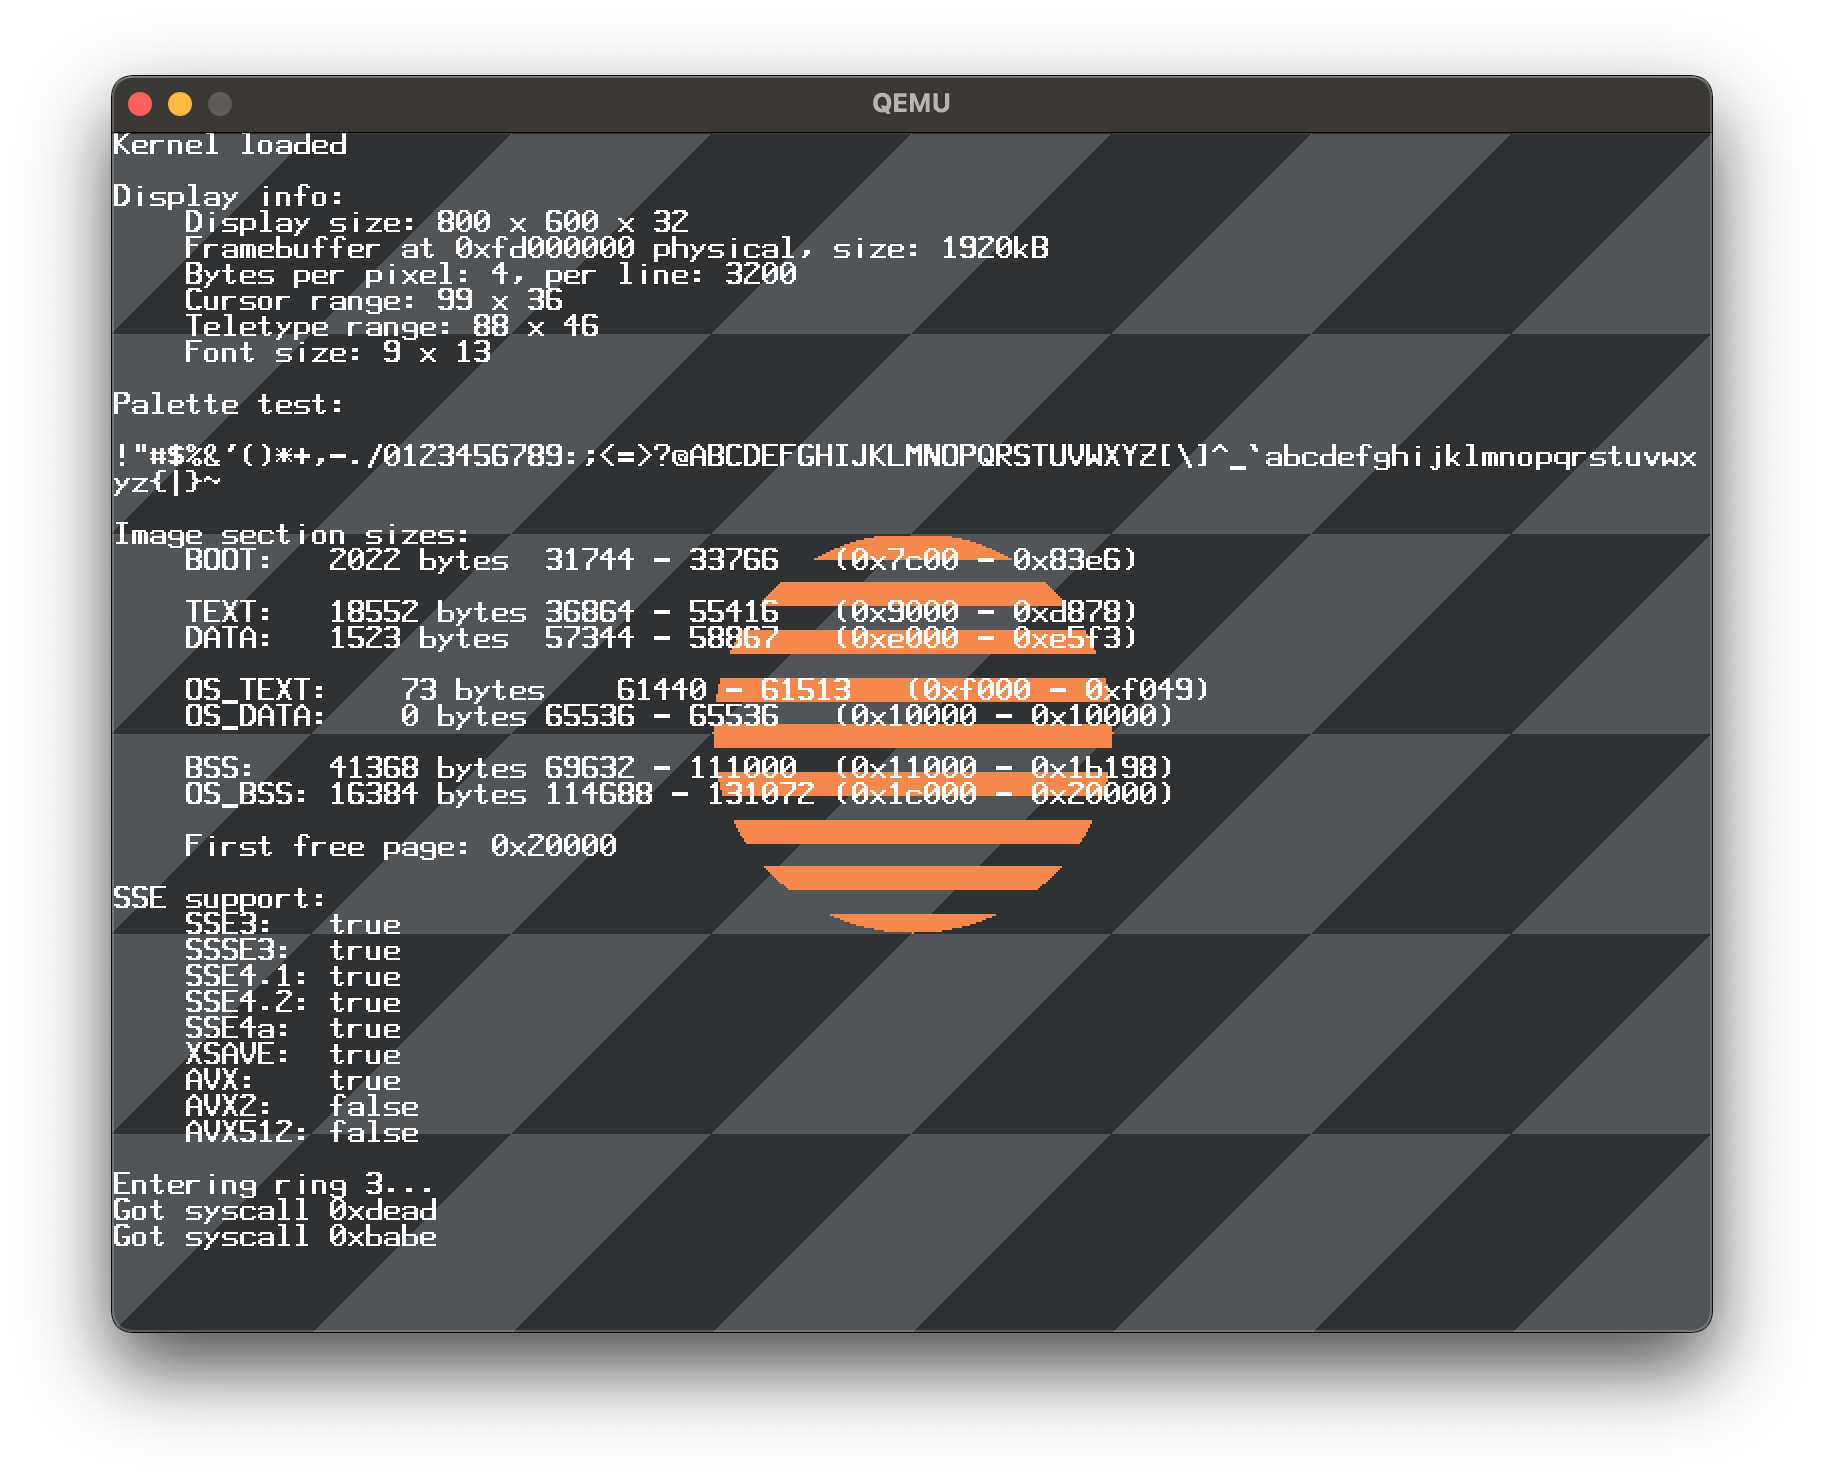 QEMU
Kernel loaded
Display info:
Display size: 800 x 600 x 32
Framebuffer at 0xfd000000 physical, size: 1920kB
Bytes per pixel: 4, per line: 3200
Cursor range: 99 x 36
Teletype range: 88 x 46
Font size: 9 x 13
Palette test:
!"#$%&'()*+,-./0123456789:;<=>?@ABCDEFGHIJKLMNOPQRSTUVWXYZ[\]^_`abcdefghijklmnopqrstuvwx
yz{|}~
Image section sizes:
BOOT: 2022 bytes 31744 - 33766 (0x7c00 - 0x83e6)
TEXT: 18552 bytes 36864 - 55416 (0x9000 - 0xd878)
DATA: 1523 bytes 57344 - 58867 (0xe000 - 0xe5f3)
OS_TEXT: 73 bytes 61440 - 61513 (0xf000 - 0xf049)
OS_DATA: 0 bytes 65536 - 65536 (0x10000 - 0x10000)
BSS: 41368 bytes 69632 - 111000 (0x11000 - 0x1b198)
OS_BSS: 16384 bytes 114688 - 131072 (0x1c000 - 0x20000)
First free page: 0x20000
SSE support:
SSE3: true
SSSE3: true
SSE4.1: true
SSE4.2: true
SSE4a: true
XSAVE: true
AVX: true
AVX2: false
AVX512: false
Entering ring 3...
Got syscall 0xdead
Got syscall 0xbabe